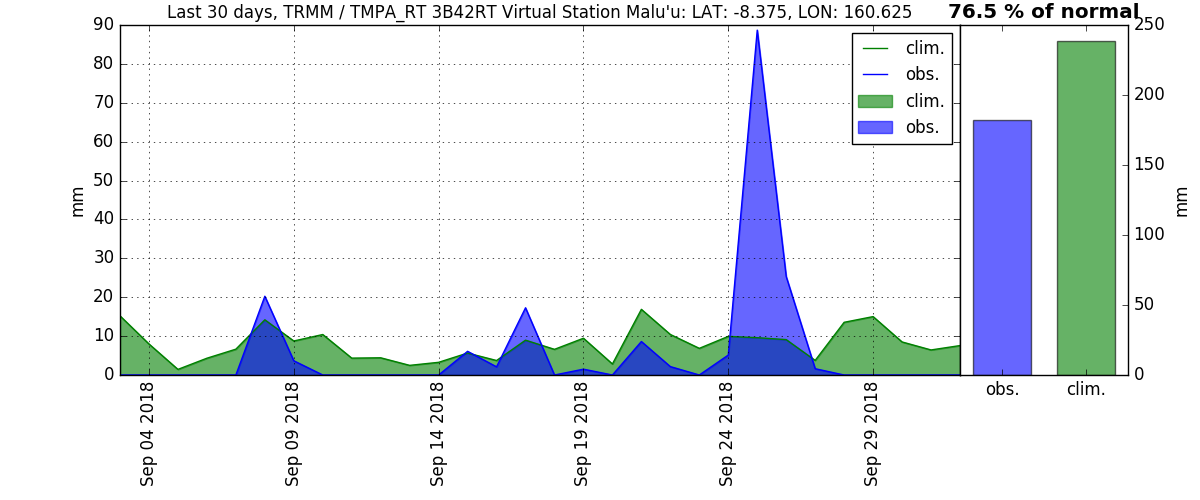 Last 30 days, TRMM / TMPA_RT 3B42RT Virtual Station Malu'u: LAT: -8.375, LON: 160.625
76.5 % of normal
90
80
70
60
50
40
30
20
10
0
mm
clim.
obs.
clim.
obs.
Sep 04 2018
Sep 09 2018
Sep 14 2018
Sep 19 2018
Sep 24 2018
Sep 29 2018
250
200
150
100
50
0
mm
obs.
clim.